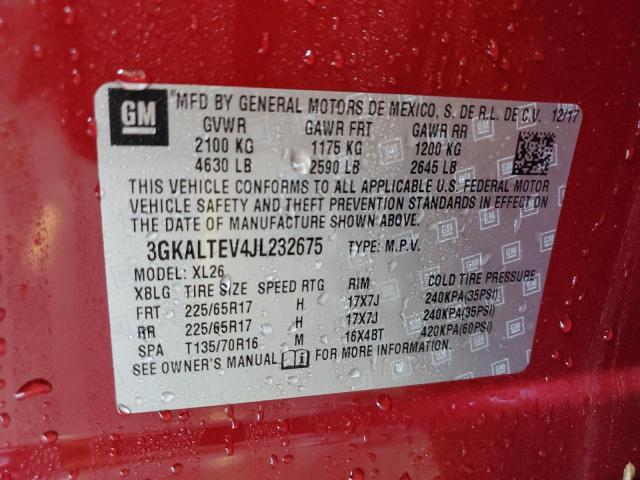 GM MFD BY GENERAL MOTORS DE MEXICO, S. DE R.L. DE C.V. 12/17
GVWR GAWR FRT GAWR RR
2100 KG 1175 KG 1200 KG
4630 LB 2590 LB 2645 LB
THIS VEHICLE CONFORMS TO ALL APPLICABLE U.S. FEDERAL MOTOR
VEHICLE SAFETY AND THEFT PREVENTION STANDARDS IN EFFECT ON
THE DATE OF MANUFACTURE SHOWN ABOVE.
3GKALTEV4JL232675 TYPE: M.P.V.
MODEL: XL26
XBLG TIRE SIZE SPEED RTG RIM COLD TIRE PRESSURE
FRT 225/65R17 H 17X7J 240KPA(35PSI)
RR 225/65R17 H 17X7J 240KPA(35PSI)
SPA T135/70R16 M 16X4BT 420KPA(60PSI)
SEE OWNER'S MANUAL FOR MORE INFORMATION.